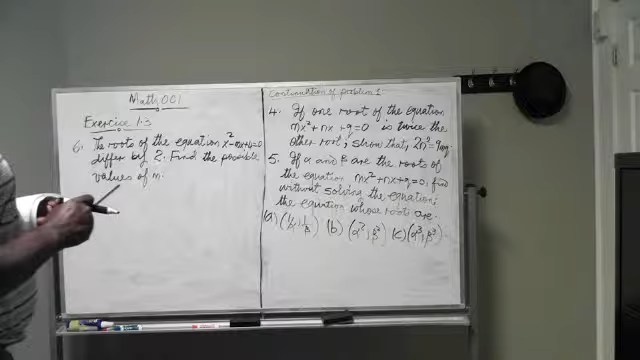 Math 001
Exercise 1.3
6. The roots of the equation x²-mx+6=0
differ by 2. Find the possible
values of m.
Continuation of problem 1
4. If one root of the equation
mx²+nx+q=0 is twice the
other root, show that, 2n²=9mq
5. If α and β are the roots of
the equation mx²+nx+q=0, find
without solving the equation;
the equation whose roots are.
(a) (1/α, 1/β) (b) (α², β²) (c) (α³, β³)